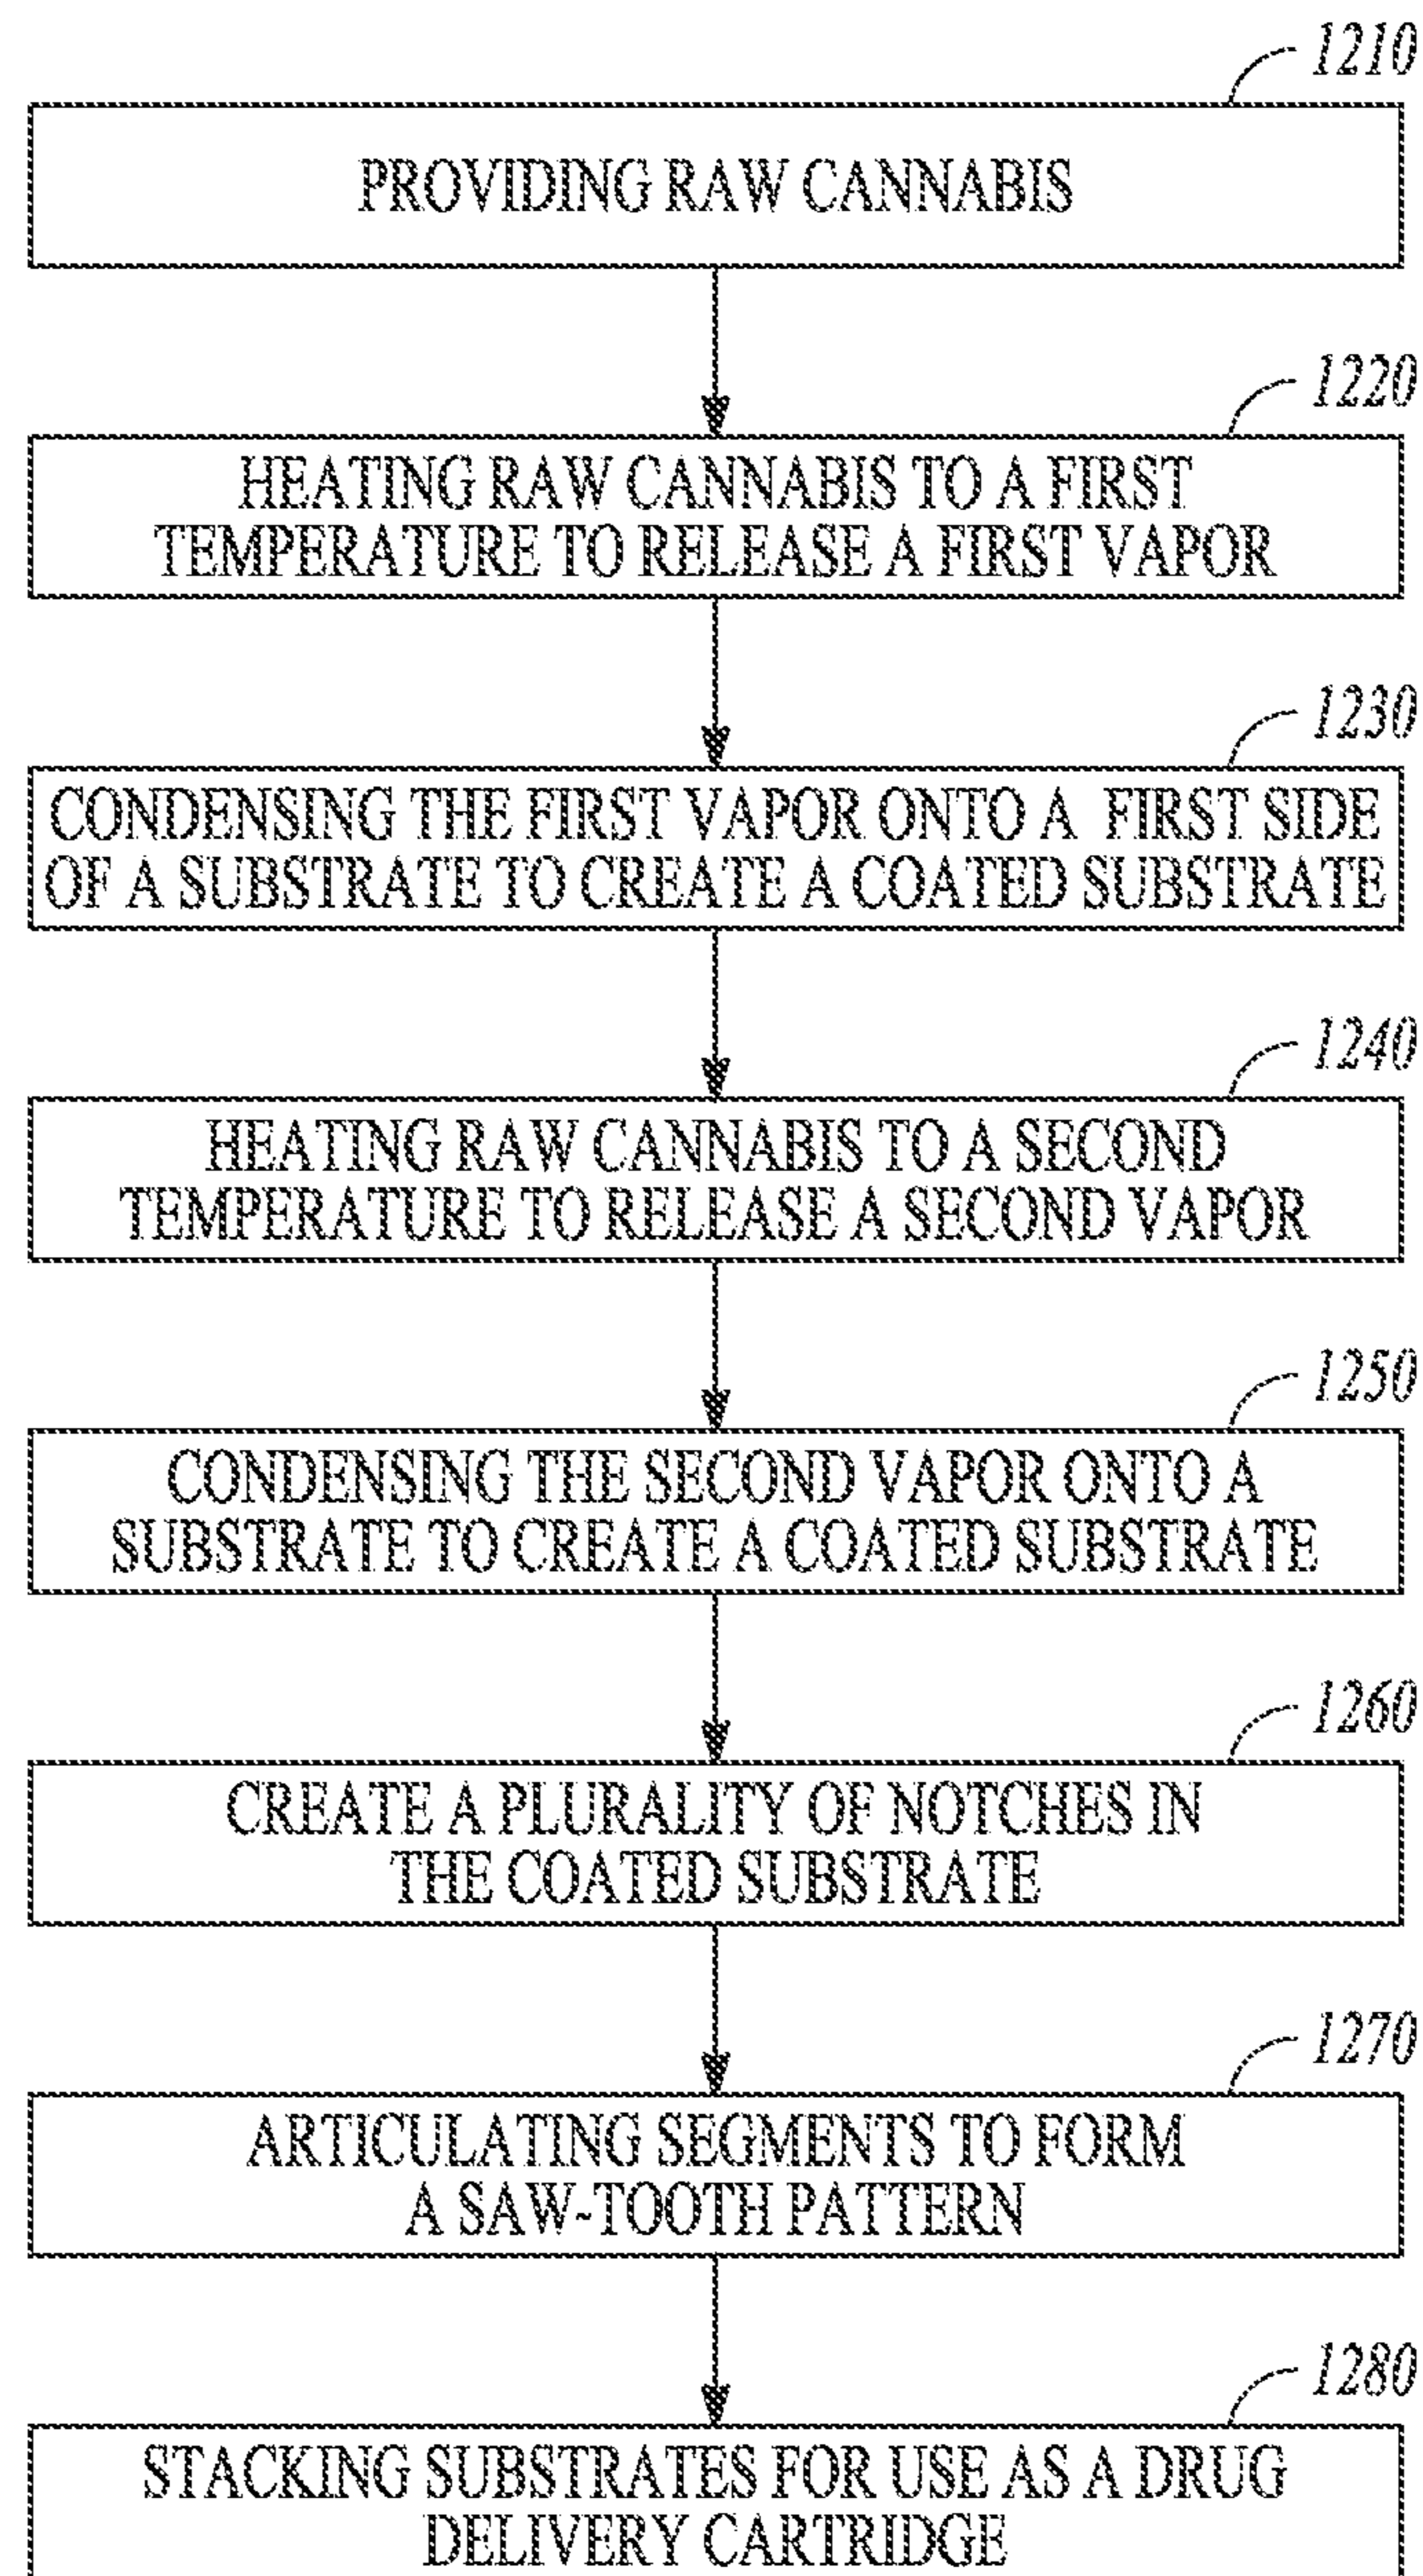 1210
PROVIDING RAW CANNABIS
1220
HEATING RAW CANNABIS TO A FIRST
TEMPERATURE TO RELEASE A FIRST VAPOR
1230
CONDENSING THE FIRST VAPOR ONTO A FIRST SIDE
OF A SUBSTRATE TO CREATE A COATED SUBSTRATE
1240
HEATING RAW CANNABIS TO A SECOND
TEMPERATURE TO RELEASE A SECOND VAPOR
1250
CONDENSING THE SECOND VAPOR ONTO A
SUBSTRATE TO CREATE A COATED SUBSTRATE
1260
CREATE A PLURALITY OF NOTCHES IN
THE COATED SUBSTRATE
1270
ARTICULATING SEGMENTS TO FORM
A SAW-TOOTH PATTERN
1280
STACKING SUBSTRATES FOR USE AS A DRUG
DELIVERY CARTRIDGE